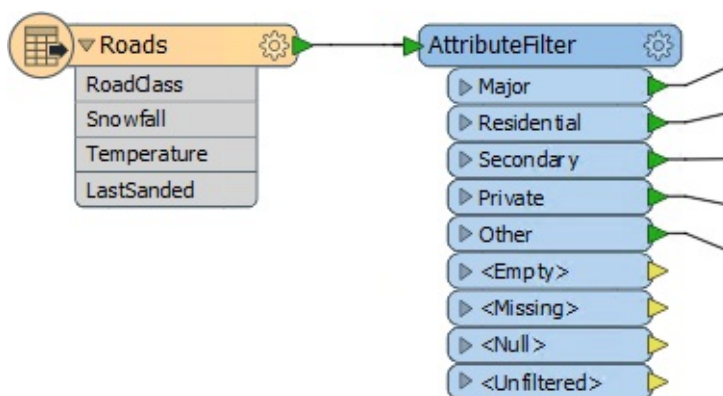 Roads
RoadClass
Snowfall
Temperature
LastSanded
AttributeFilter
Major
Residential
Secondary
Private
Other
<Empty>
<Missing>
<Null>
<Unfiltered>